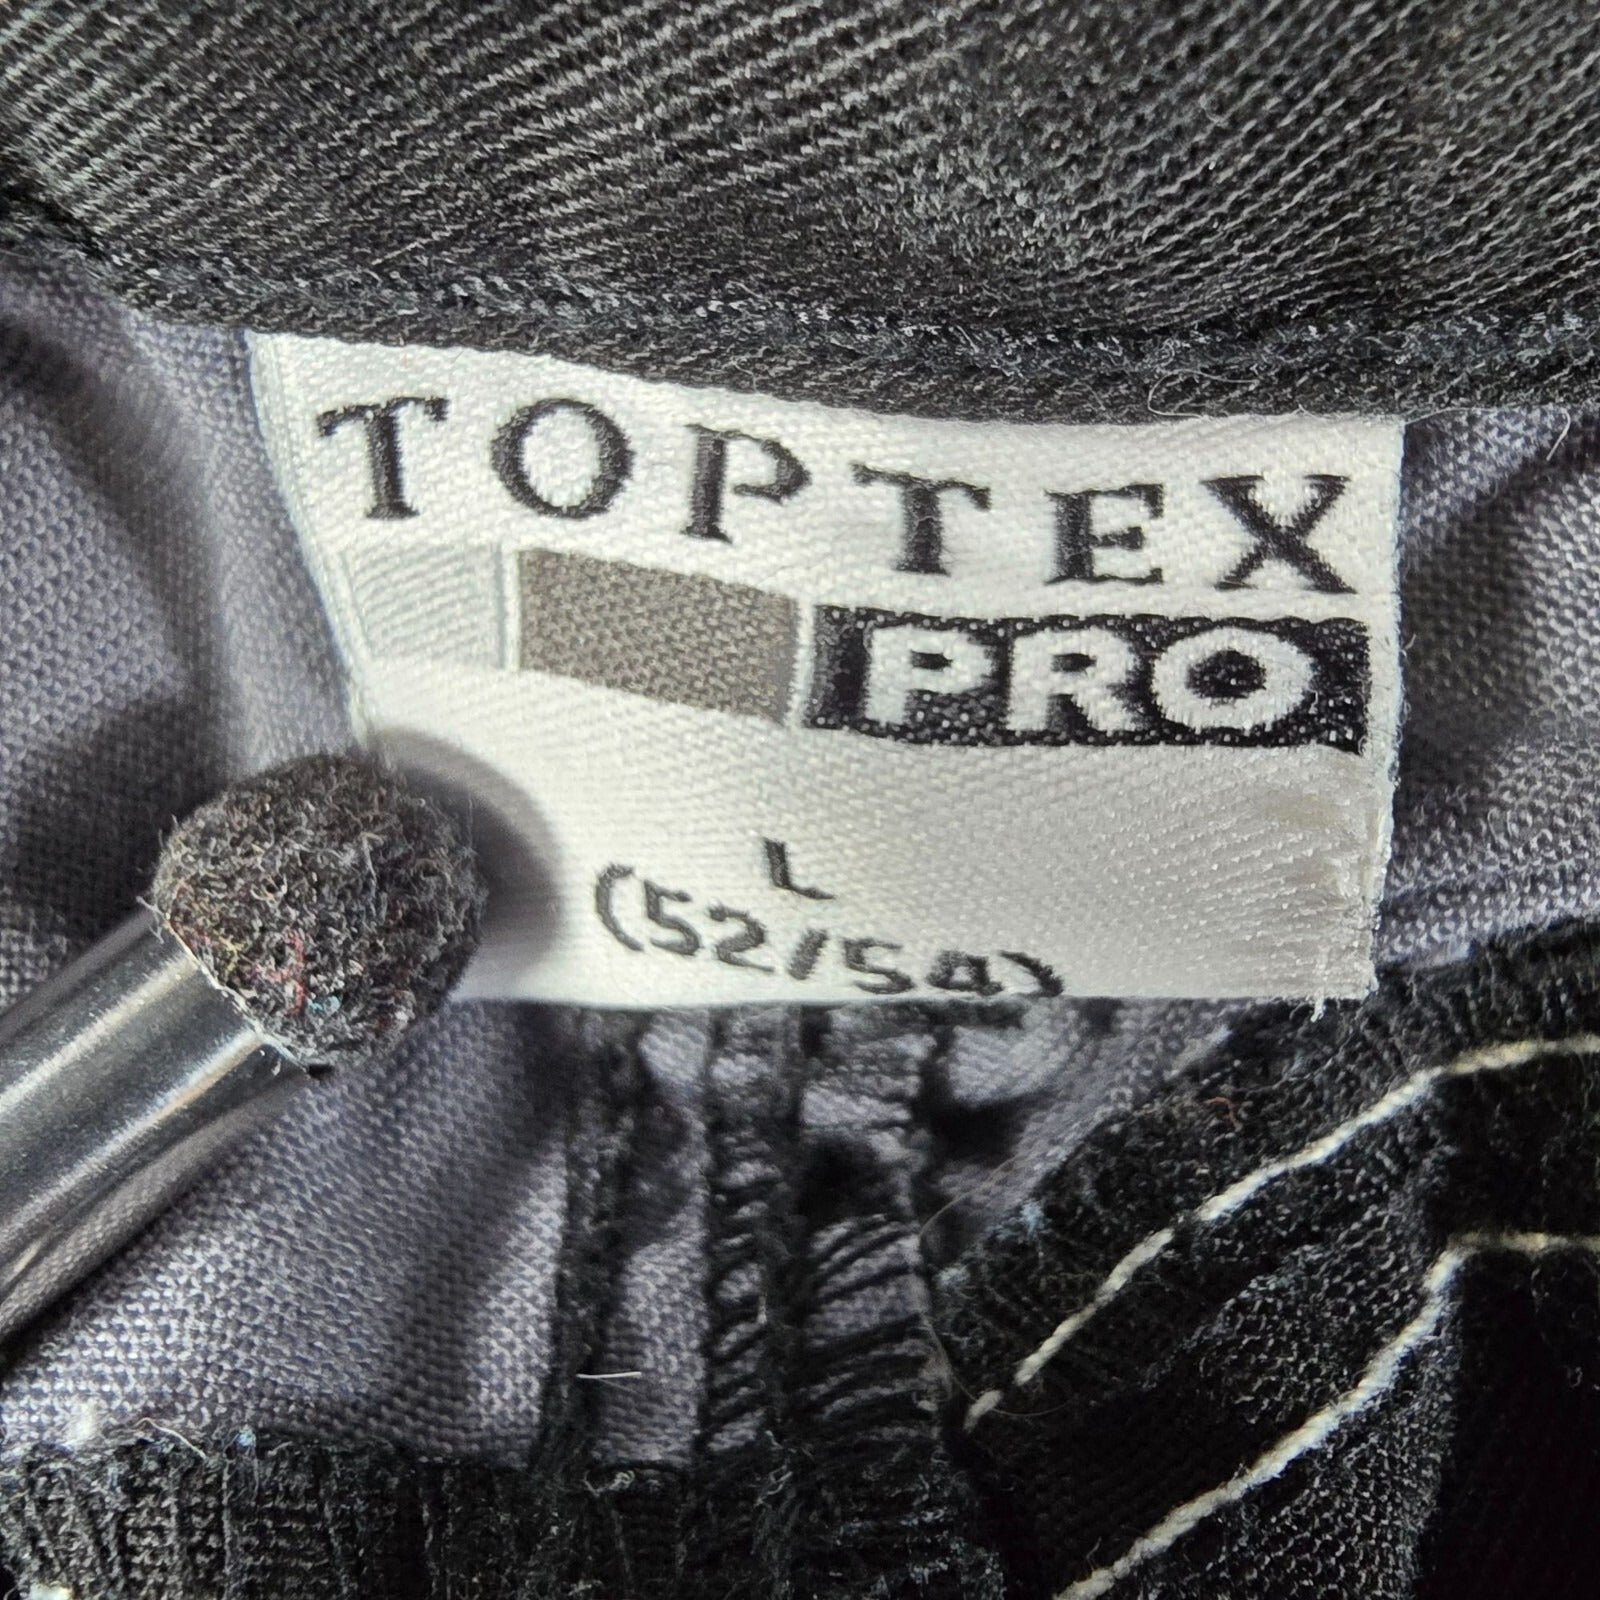 TOPTEX
PRO
L
(52/54)